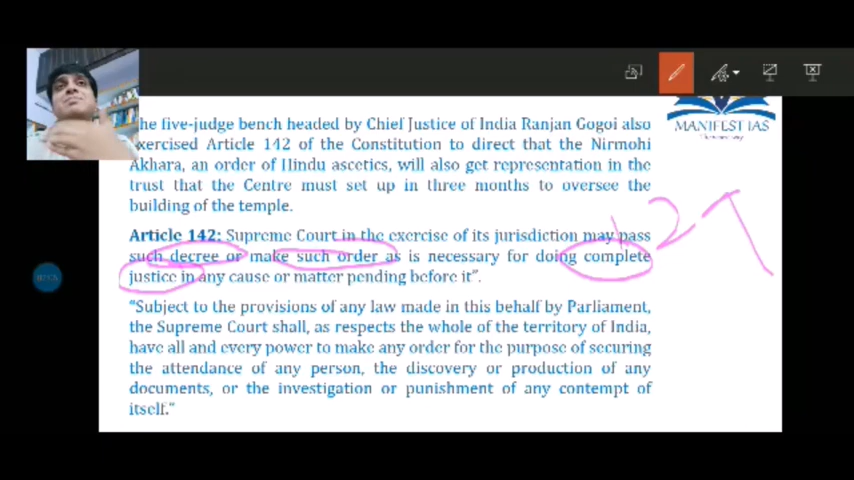 he five-judge bench headed by Chief Justice of India Ranjan Gogoi also
xercised Article 142 of the Constitution to direct that the Nirmohi
Akhara, an order of Hindu ascetics, will also get representation in the
trust that the Centre must set up in three months to oversee the
building of the temple.
MANIFEST IAS
Article 142: Supreme Court in the exercise of its jurisdiction may pass
such decree or make such order as is necessary for doing complete
justice in any cause or matter pending before it”.
“Subject to the provisions of any law made in this behalf by Parliament,
the Supreme Court shall, as respects the whole of the territory of India,
have all and every power to make any order for the purpose of securing
the attendance of any person, the discovery or production of any
documents, or the investigation or punishment of any contempt of
itself.”